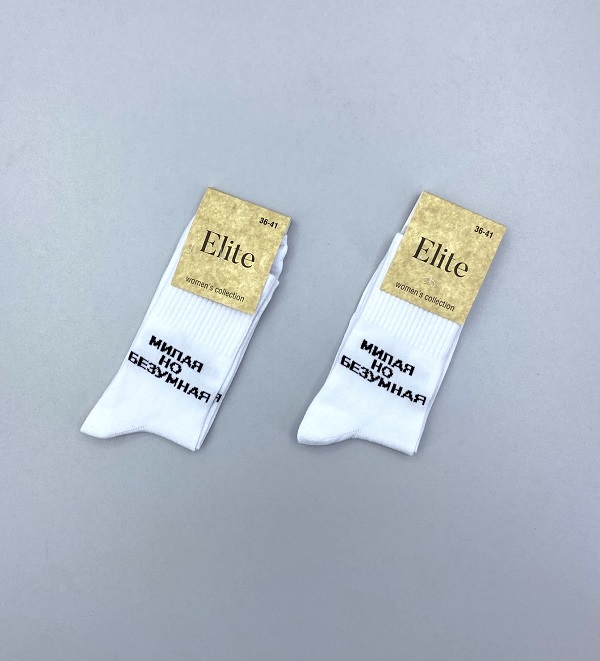 36-41
Elite
women's collection
МИЛАЯ
НО
БЕЗУМНАЯ
36-41
Elite
women's collection
МИЛАЯ
НО
БЕЗУМНАЯ